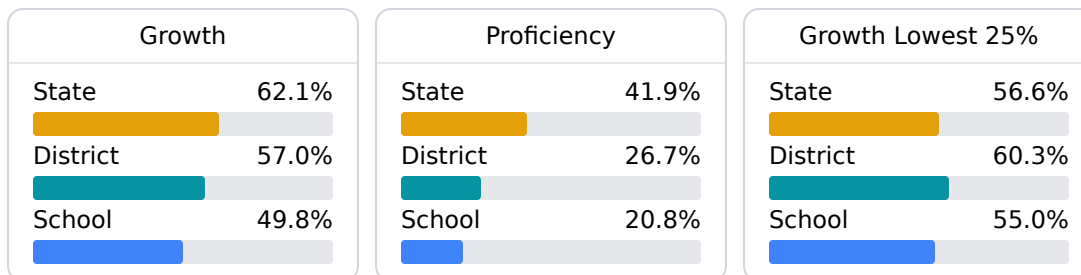 Growth
State 62.1%
District 57.0%
School 49.8%
Proficiency
State 41.9%
District 26.7%
School 20.8%
Growth Lowest 25%
State 56.6%
District 60.3%
School 55.0%